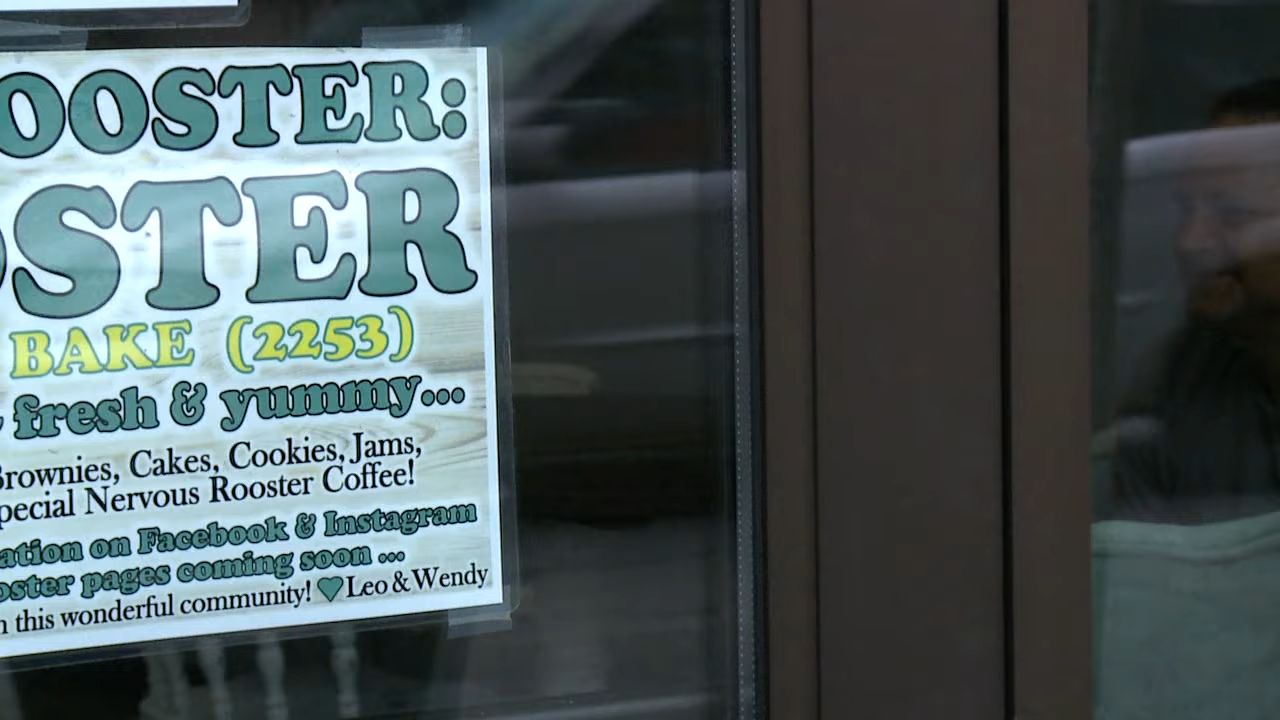 OOSTER:
OSTER
BAKE (2253)
fresh & yummy...
Brownies, Cakes, Cookies, Jams,
pecial Nervous Rooster Coffee!
ation on Facebook & Instagram
oster pages coming soon ...
n this wonderful community! Leo & Wendy